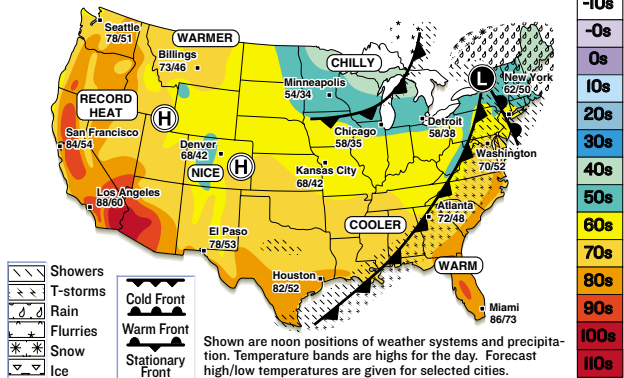 -10s
-0s
0s
10s
20s
30s
40s
50s
60s
70s
80s
90s
100s
110s
Seattle
78/51
WARMER
Billings
73/46
CHILLY
Minneapolis
54/34
L
New York
62/50
RECORD
HEAT
H
San Francisco
84/54
Denver
68/42
NICE
H
Chicago
58/35
Detroit
58/38
Kansas City
68/42
Washington
70/52
Los Angeles
88/60
El Paso
78/53
COOLER
Atlanta
72/48
WARM
Houston
82/52
Miami
86/73
Showers
T-storms
Rain
Flurries
Snow
Ice
Cold Front
Warm Front
Stationary
Front
Shown are noon positions of weather systems and precipita-
tion. Temperature bands are highs for the day. Forecast
high/low temperatures are given for selected cities.